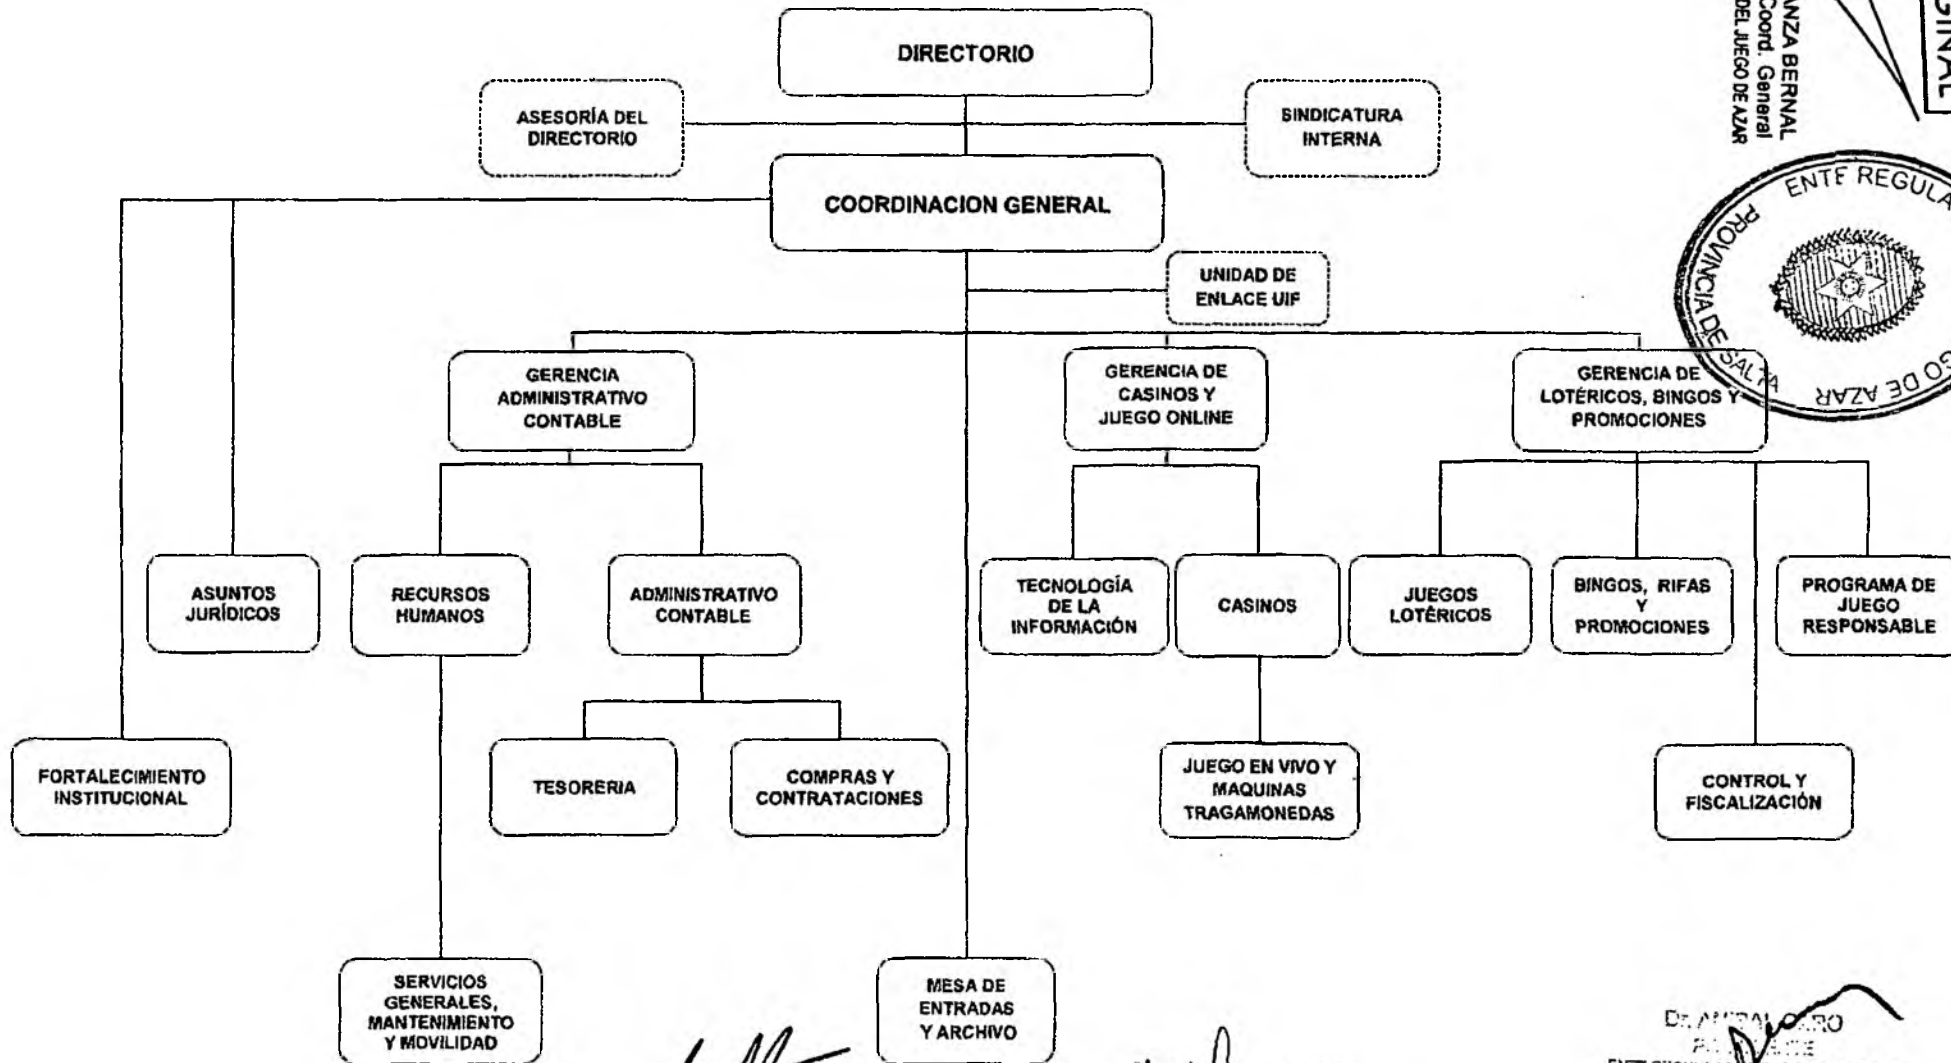 DIRECTORIO
ASESORÍA DEL
DIRECTORIO
SINDICATURA
INTERNA
COORDINACION GENERAL
UNIDAD DE
ENLACE UIF
GERENCIA
ADMINISTRATIVO
CONTABLE
GERENCIA DE
CASINOS Y
JUEGO ONLINE
GERENCIA DE
LOTÉRICOS, BINGOS Y
PROMOCIONES
ASUNTOS
JURÍDICOS
RECURSOS
HUMANOS
ADMINISTRATIVO
CONTABLE
TECNOLOGÍA
DE LA
INFORMACIÓN
CASINOS
JUEGOS
LOTÉRICOS
BINGOS, RIFAS
Y
PROMOCIONES
PROGRAMA DE
JUEGO
RESPONSABLE
FORTALECIMIENTO
INSTITUCIONAL
TESORERIA
COMPRAS Y
CONTRATACIONES
JUEGO EN VIVO Y
MAQUINAS
TRAGAMONEDAS
CONTROL Y
FISCALIZACIÓN
SERVICIOS
GENERALES,
MANTENIMIENTO
Y MOVILIDAD
MESA DE
ENTRADAS
Y ARCHIVO
GINAL
ANZA BERNAL
Coord. General
DEL JUEGO DE AZAR
ENTE REGULA
GO DE AZAR
PROVINCIA DE SALTA